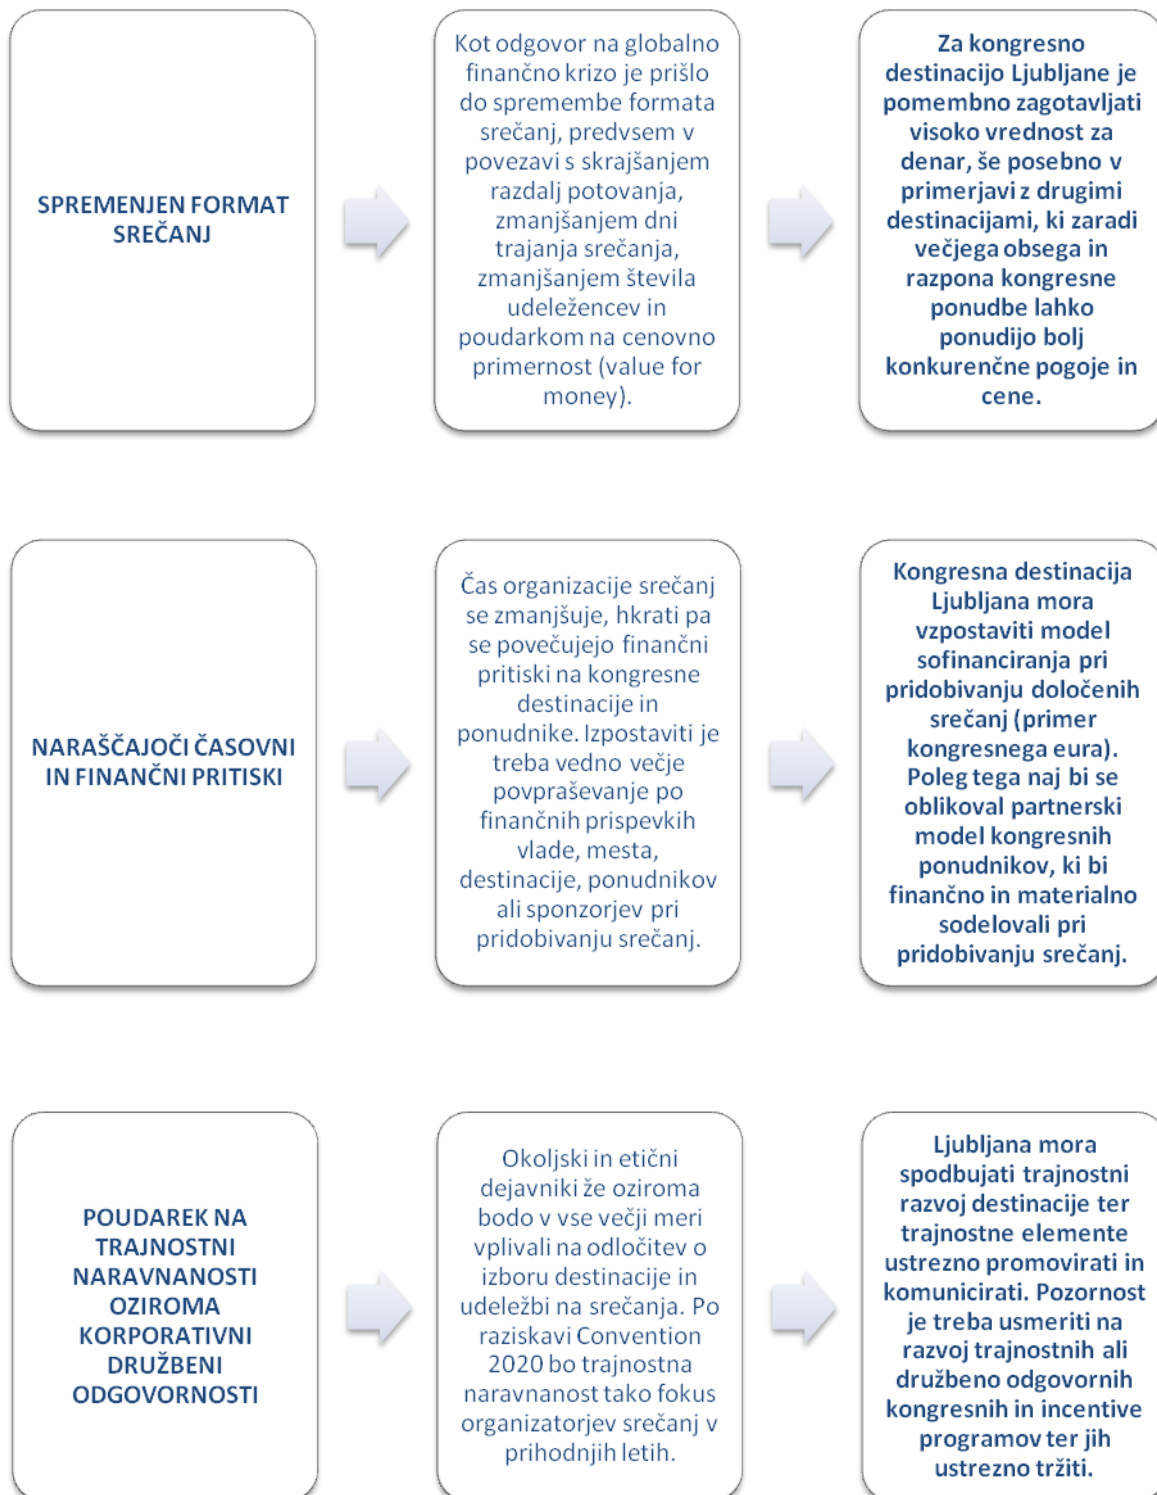 SPREMENJEN FORMAT
SREČANJ
Kot odgovor na globalno
finančno krizo je prišlo
do spremembe formata
srečanj, predvsem v
povezavi s skrajšanjem
razdalj potovanja,
zmanjšanjem dni
trajanja srečanja,
zmanjšanjem števila
udeležencev in
poudarkom na cenovno
primernost (value for
money).
Za kongresno
destinacijo Ljubljane je
pomembno zagotavljati
visoko vrednost za
denar, še posebno v
primerjavi z drugimi
destinacijami, ki zaradi
večjega obsega in
razpona kongresne
ponudbe lahko
ponudijo bolj
konkurenčne pogoje in
cene.
NARAŠČAJOČI ČASOVNI
IN FINANČNI PRITISKI
Čas organizacije srečanj
se zmanjšuje, hkrati pa
se povečujejo finančni
pritiski na kongresne
destinacije in
ponudnike. Izpostaviti je
treba vedno večje
povpraševanje po
finančnih prispevkih
vlade, mesta,
destinacije, ponudnikov
ali sponzorjev pri
pridobivanju srečanj.
Kongresna destinacija
Ljubljana mora
vzpostaviti model
sofinanciranja pri
pridobivanju določenih
srečanj (primer
kongresnega eura).
Poleg tega naj bi se
oblikoval partnerski
model kongresnih
ponudnikov, ki bi
finančno in materialno
sodelovali pri
pridobivanju srečanj.
POUDAREK NA
TRAJNOSTNI
NARAVNANOSTI
OZIROMA
KORPORATIVNI
DRUŽBENI
ODGOVORNOSTI
Okoljski in etični
dejavniki že oziroma
bodo v vse večji meri
vplivali na odločitev o
izboru destinacije in
udeležbi na srečanja. Po
raziskavi Convention
2020 bo trajnostna
naravnanost tako fokus
organizatorjev srečanj v
prihodnjih letih.
Ljubljana mora
spodbujati trajnostni
razvoj destinacije ter
trajnostne elemente
ustrezno promovirati in
komunicirati. Pozornost
je treba usmeriti na
razvoj trajnostnih ali
družbeno odgovornih
kongresnih in incentive
programov ter jih
ustrezno tržiti.